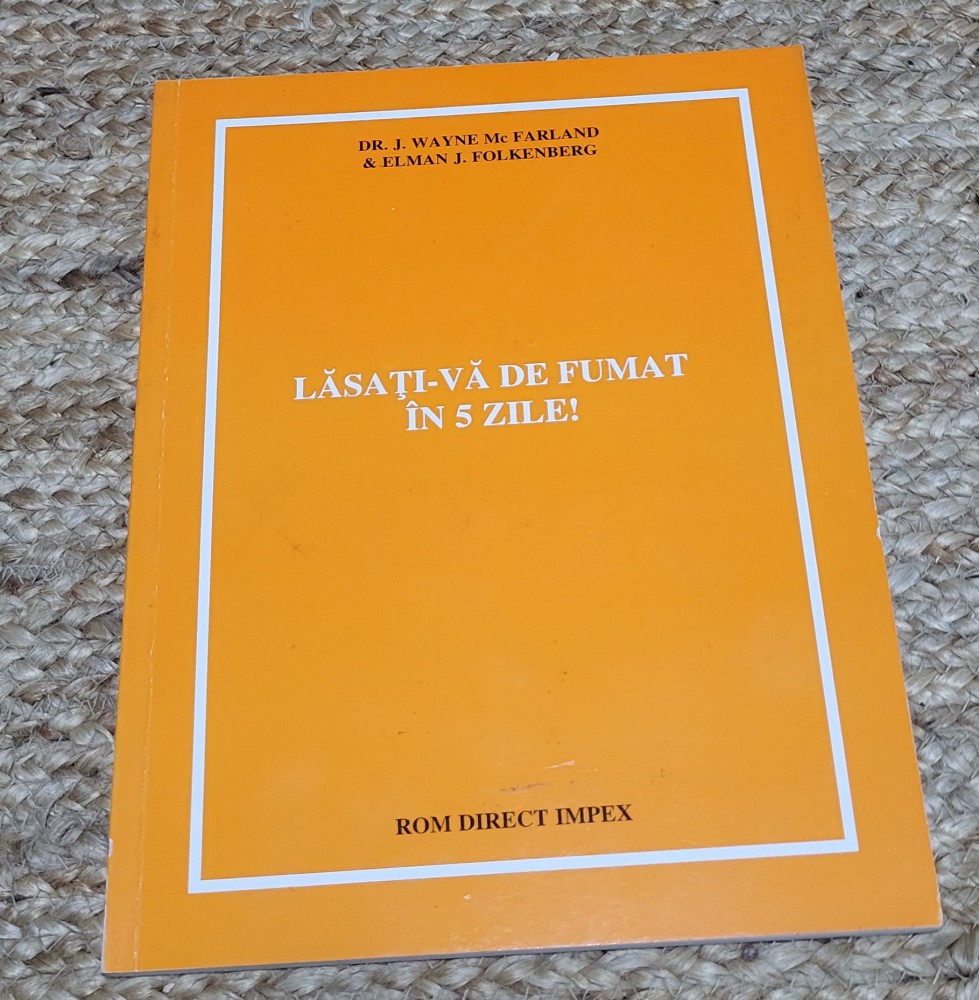 DR. J. WAYNE Mc FARLAND
& ELMAN J. FOLKENBERG
LĂSAŢI-VĂ DE FUMAT
ÎN 5 ZILE!
ROM DIRECT IMPEX